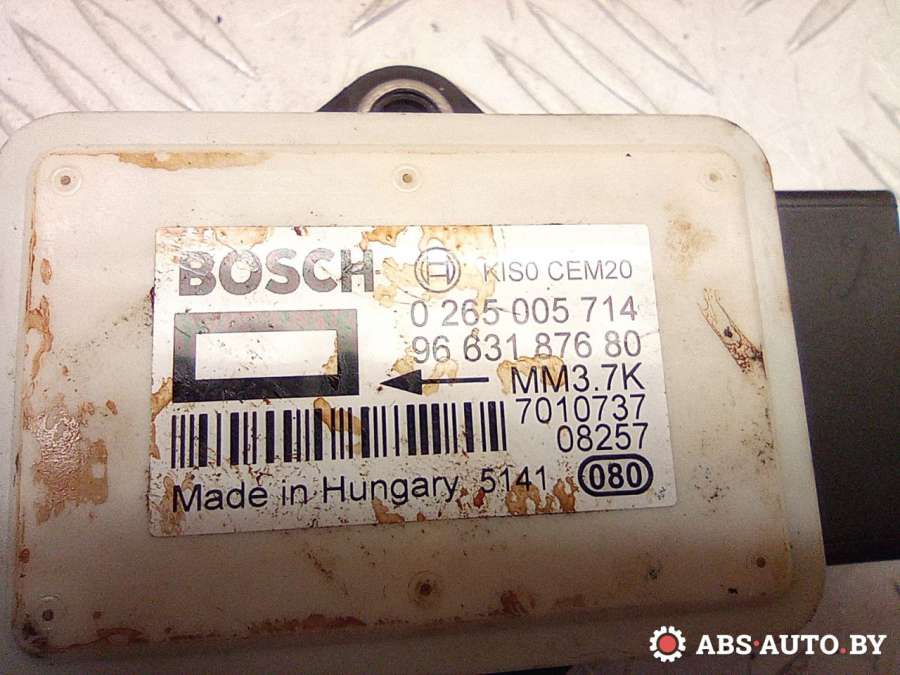 BOSCH KIS0 CEM20
0 265 005 714
96 631 876 80
MM3.7K
7010737
08257
Made in Hungary 5141 080
ABS-AUTO.BY